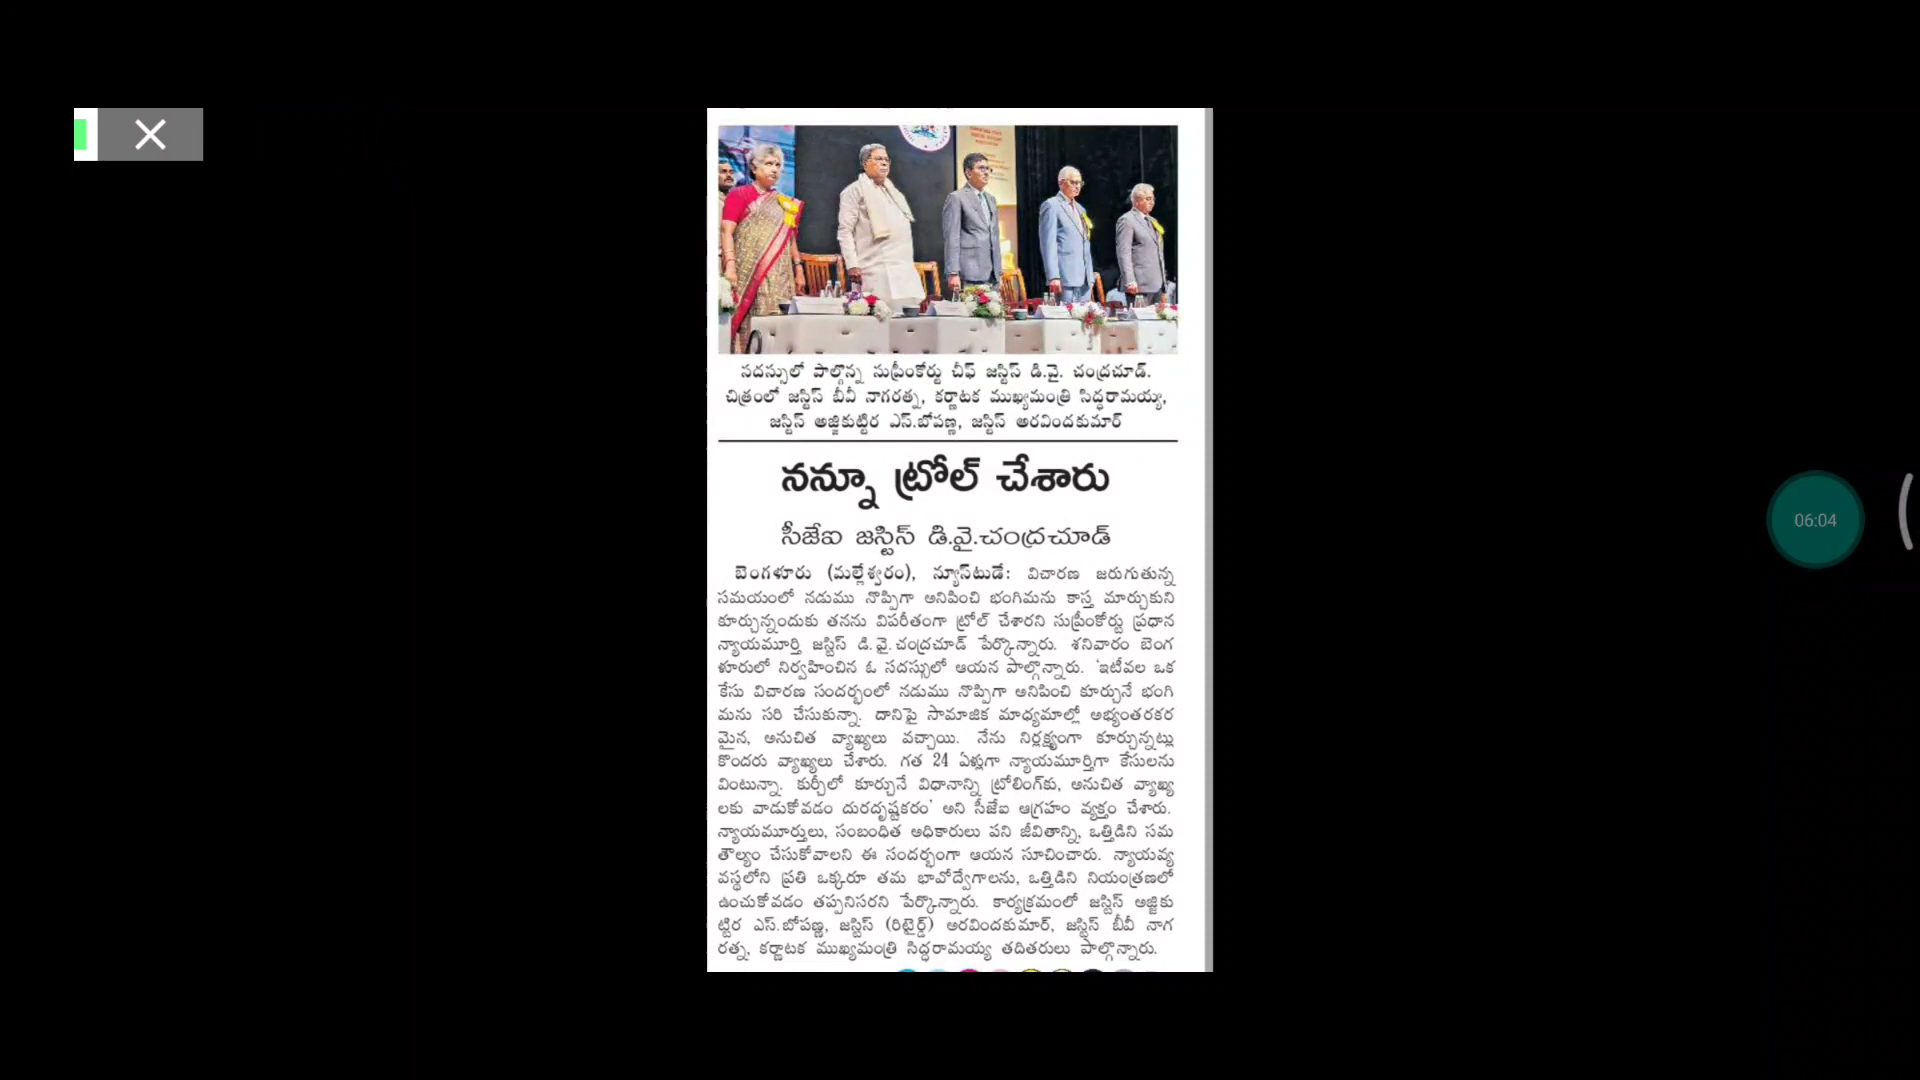 సదస్సులో పాల్గొన్న సుప్రీంకోర్టు చీఫ్ జస్టిస్ డి.వై. చంద్రచూడ్.
చిత్రంలో జస్టిస్ బీవీ నాగరత్న, కర్ణాటక ముఖ్యమంత్రి సిద్ధరామయ్య,
జస్టిస్ అజ్జికుట్టిర ఎస్.బోపణ్ణ, జస్టిస్ అరవిందకుమార్
నన్నూ ట్రోల్ చేశారు
సీజేఐ జస్టిస్ డి.వై.చంద్రచూడ్
బెంగళూరు (మల్లేశ్వరం), న్యూస్‌టుడే: విచారణ జరుగుతున్న
సమయంలో నడుము నొప్పిగా అనిపించి భంగిమను కాస్త మార్చుకుని
కూర్చున్నందుకు తనను విపరీతంగా ట్రోల్ చేశారని సుప్రీంకోర్టు ప్రధాన
న్యాయమూర్తి జస్టిస్ డి.వై.చంద్రచూడ్ పేర్కొన్నారు. శనివారం బెంగ
ళూరులో నిర్వహించిన ఓ సదస్సులో ఆయన పాల్గొన్నారు. 'ఇటీవల ఒక
కేసు విచారణ సందర్భంలో నడుము నొప్పిగా అనిపించి కూర్చునే భంగి
మను సరి చేసుకున్నా. దానిపై సామాజిక మాధ్యమాల్లో అభ్యంతరకర
మైన, అనుచిత వ్యాఖ్యలు వచ్చాయి. నేను నిర్లక్ష్యంగా కూర్చున్నట్లు
కొందరు వ్యాఖ్యలు చేశారు. గత 24 ఏళ్లుగా న్యాయమూర్తిగా కేసులను
వింటున్నా. కుర్చీలో కూర్చునే విధానాన్ని ట్రోలింగ్‌కు, అనుచిత వ్యాఖ్య
లకు వాడుకోవడం దురదృష్టకరం' అని సీజేఐ ఆగ్రహం వ్యక్తం చేశారు.
న్యాయమూర్తులు, సంబంధిత అధికారులు పని జీవితాన్ని, ఒత్తిడిని సమ
తౌల్యం చేసుకోవాలని ఈ సందర్భంగా ఆయన సూచించారు. న్యాయవ్య
వస్థలోని ప్రతి ఒక్కరూ తమ భావోద్వేగాలను, ఒత్తిడిని నియంత్రణలో
ఉంచుకోవడం తప్పనిసరని పేర్కొన్నారు. కార్యక్రమంలో జస్టిస్ అజ్జికు
ట్టిర ఎస్.బోపణ్ణ, జస్టిస్ (రిటైర్డ్) అరవిందకుమార్, జస్టిస్ బీవీ నాగ
రత్న, కర్ణాటక ముఖ్యమంత్రి సిద్ధరామయ్య తదితరులు పాల్గొన్నారు.
06:04